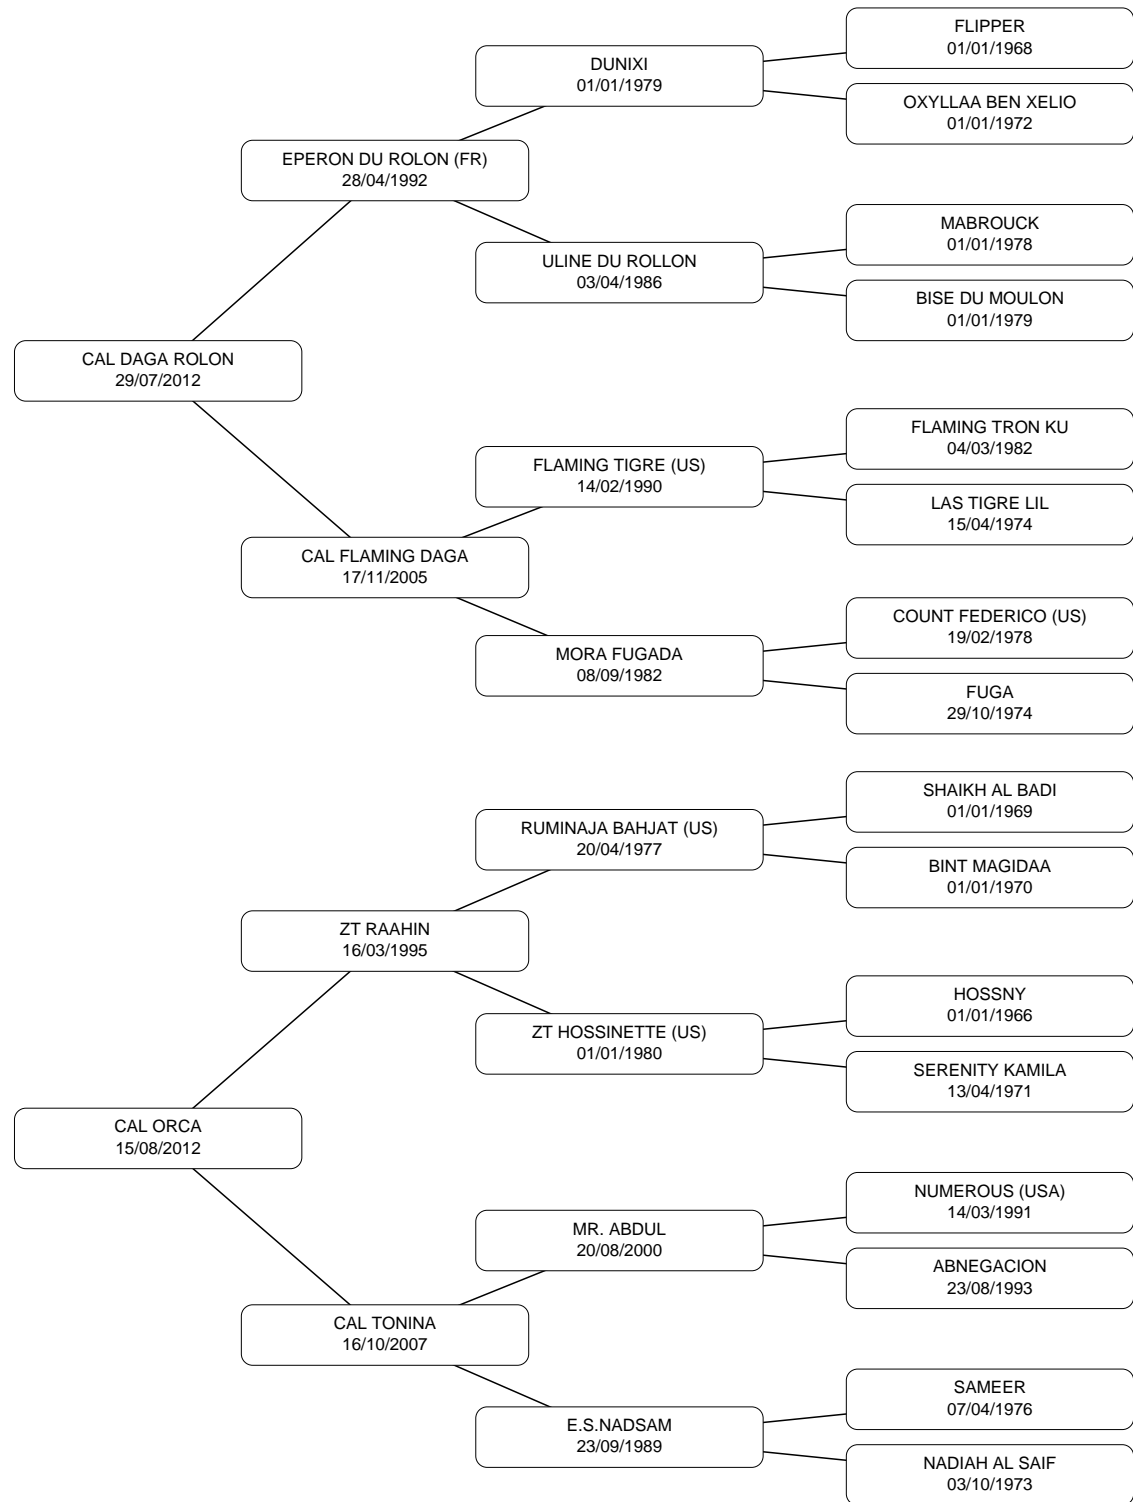 FLIPPER
01/01/1968
DUNIXI
01/01/1979
OXYLLAA BEN XELIO
01/01/1972
EPERON DU ROLON (FR)
28/04/1992
MABROUCK
01/01/1978
ULINE DU ROLLON
03/04/1986
BISE DU MOULON
01/01/1979
CAL DAGA ROLON
29/07/2012
FLAMING TRON KU
04/03/1982
FLAMING TIGRE (US)
14/02/1990
LAS TIGRE LIL
15/04/1974
CAL FLAMING DAGA
17/11/2005
COUNT FEDERICO (US)
19/02/1978
MORA FUGADA
08/09/1982
FUGA
29/10/1974
SHAIKH AL BADI
01/01/1969
RUMINAJA BAHJAT (US)
20/04/1977
BINT MAGIDAA
01/01/1970
ZT RAAHIN
16/03/1995
HOSSNY
01/01/1966
ZT HOSSINETTE (US)
01/01/1980
SERENITY KAMILA
13/04/1971
CAL ORCA
15/08/2012
NUMEROUS (USA)
14/03/1991
MR. ABDUL
20/08/2000
ABNEGACION
23/08/1993
CAL TONINA
16/10/2007
SAMEER
07/04/1976
E.S.NADSAM
23/09/1989
NADIAH AL SAIF
03/10/1973